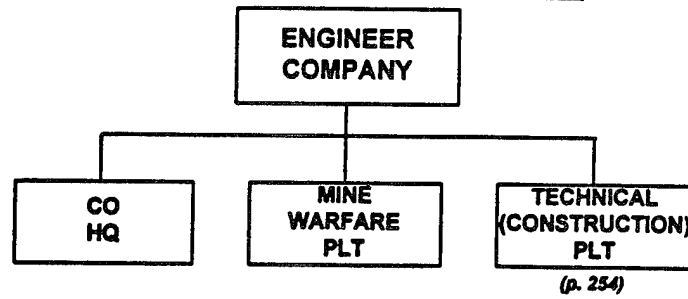 ENGINEER
COMPANY
CO
HQ
MINE
WARFARE
PLT
TECHNICAL
(CONSTRUCTION)
PLT
(p. 254)